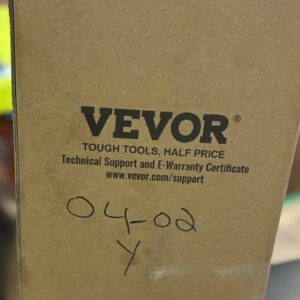 VEVOR®
TOUGH TOOLS, HALF PRICE
Technical Support and E-Warranty Certificate
www.vevor.com/support
04-02
Y